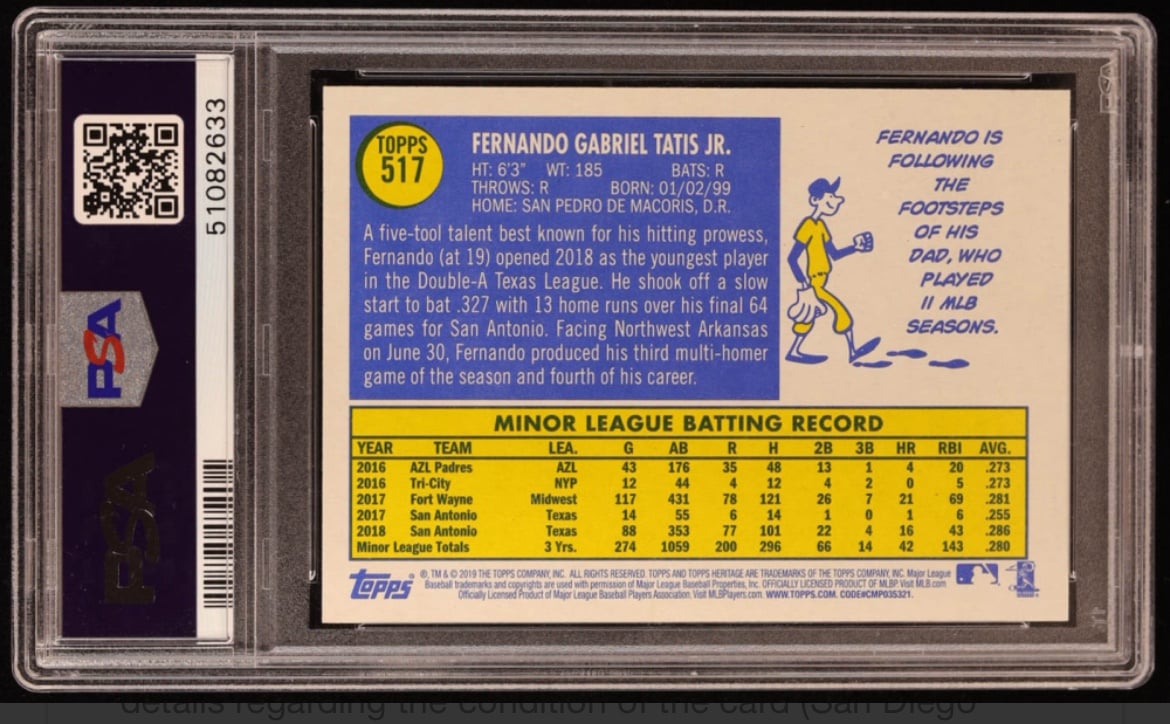 51082633
PSA
PSA
TOPPS
517
FERNANDO GABRIEL TATIS JR.
HT: 6'3" WT: 185 BATS: R
THROWS: R BORN: 01/02/99
HOME: SAN PEDRO DE MACORIS, D.R.
A five-tool talent best known for his hitting prowess,
Fernando (at 19) opened 2018 as the youngest player
in the Double-A Texas League. He shook off a slow
start to bat .327 with 13 home runs over his final 64
games for San Antonio. Facing Northwest Arkansas
on June 30, Fernando produced his third multi-homer
game of the season and fourth of his career.
FERNANDO IS
FOLLOWING
THE
FOOTSTEPS
OF HIS
DAD, WHO
PLAYED
11 MLB
SEASONS.
MINOR LEAGUE BATTING RECORD
YEAR TEAM LEA. G AB R H 2B 3B HR RBI AVG.
2016 AZL Padres AZL 43 176 35 48 13 1 4 20 .273
2016 Tri-City NYP 12 44 4 12 4 2 0 5 .273
2017 Fort Wayne Midwest 117 431 78 121 26 7 21 69 .281
2017 San Antonio Texas 14 55 6 14 1 0 1 6 .255
2018 San Antonio Texas 88 353 77 101 22 4 16 43 .286
Minor League Totals 3 Yrs. 274 1059 200 296 66 14 42 143 .280
topps ®, TM & © 2019 THE TOPPS COMPANY, INC. ALL RIGHTS RESERVED. TOPPS AND TOPPS HERITAGE ARE TRADEMARKS OF THE TOPPS COMPANY, INC. Major League
Baseball trademarks and copyrights are used with permission of Major League Baseball Properties, Inc. OFFICIALLY LICENSED PRODUCT OF MLBP. Visit MLB.com
Officially Licensed Product of Major League Baseball Players Association. Visit MLBPlayers.com. WWW.TOPPS.COM. CODE#CMP035321.
PSA
details regarding the condition of the card (San Diego